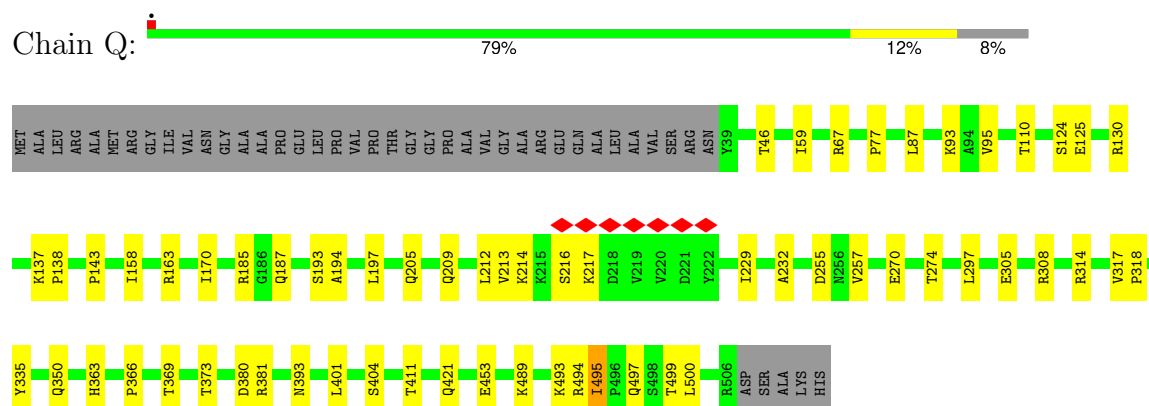 Chain Q:
79% 12% 8%
MET ALA LEU ARG ALA MET ARG GLY ILE VAL ASN GLY ALA ALA PRO GLU LEU PRO VAL PRO THR GLY GLY PRO ALA VAL GLY ALA ARG GLU GLN ALA LEU ALA VAL SER ARG ASN Y39 T46 I59 R67 P77 L87 K93 A94 V95 T110 S124 E125 R130
K137 P138 P143 I158 R163 I170 R185 G186 Q187 S193 A194 L197 Q205 Q209 L212 V213 K214 K215 S216 K217 D218 V219 V220 D221 Y222 I229 A232 D255 N256 V257 E270 T274 L297 E305 R308 R314 V317 P318
Y335 Q350 H363 P366 T369 T373 D380 R381 N393 L401 S404 T411 Q421 E453 K489 K493 R494 I495 P496 Q497 S498 T499 L500 R506 ASP SER ALA LYS HIS